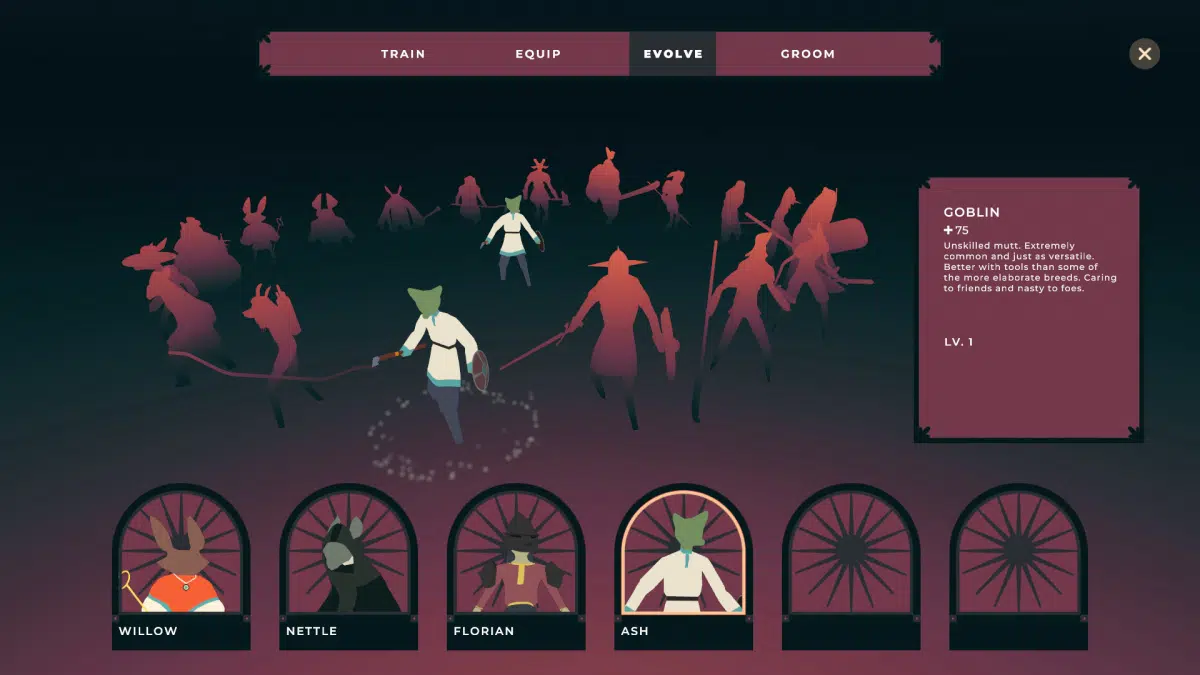 TRAIN EQUIP EVOLVE GROOM
GOBLIN
+75
Unskilled mutt. Extremely
common and just as versatile.
Better with tools than some of
the more elaborate breeds. Caring
to friends and nasty to foes.
LV. 1
WILLOW NETTLE FLORIAN ASH